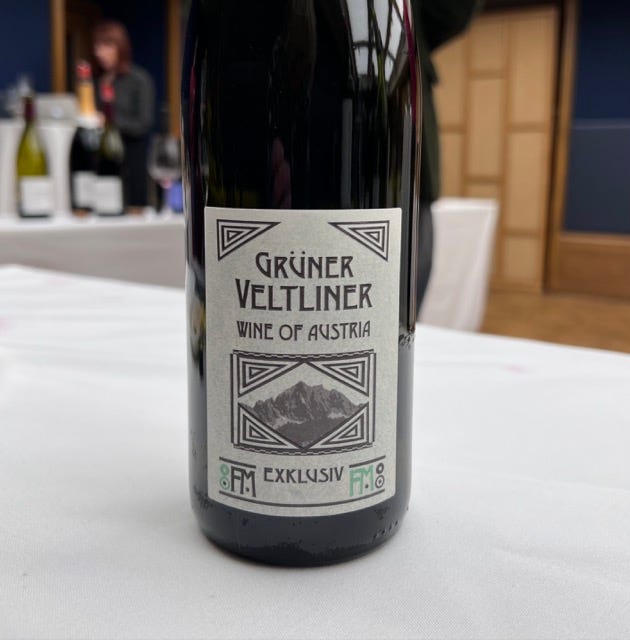 GRÜNER
VELTLINER
WINE OF AUSTRIA
FM EXKLUSIV FM